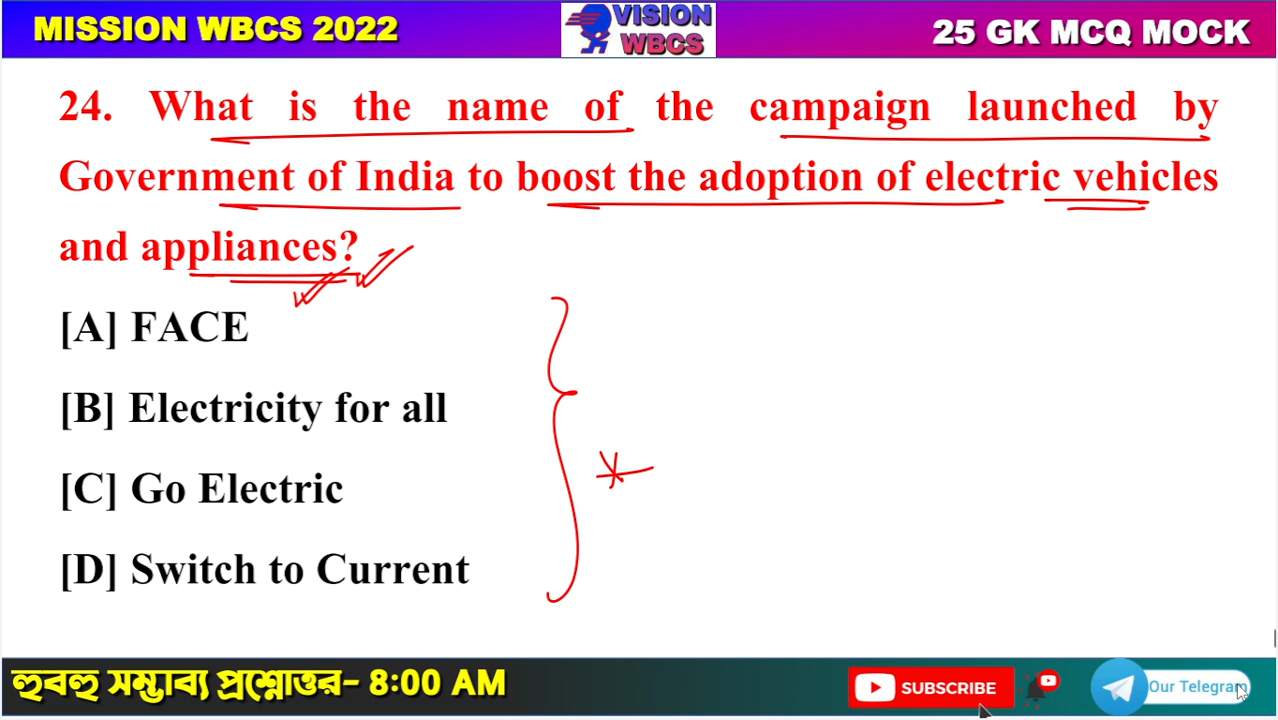 MISSION WBCS 2022
VISION
WBCS
25 GK MCQ MOCK
24. What is the name of the campaign launched by
Government of India to boost the adoption of electric vehicles
and appliances?
[A] FACE
[B] Electricity for all
[C] Go Electric
[D] Switch to Current
হুবহু সম্ভাব্য প্রশ্নোত্তর- 8:00 AM
SUBSCRIBE
Our Telegram